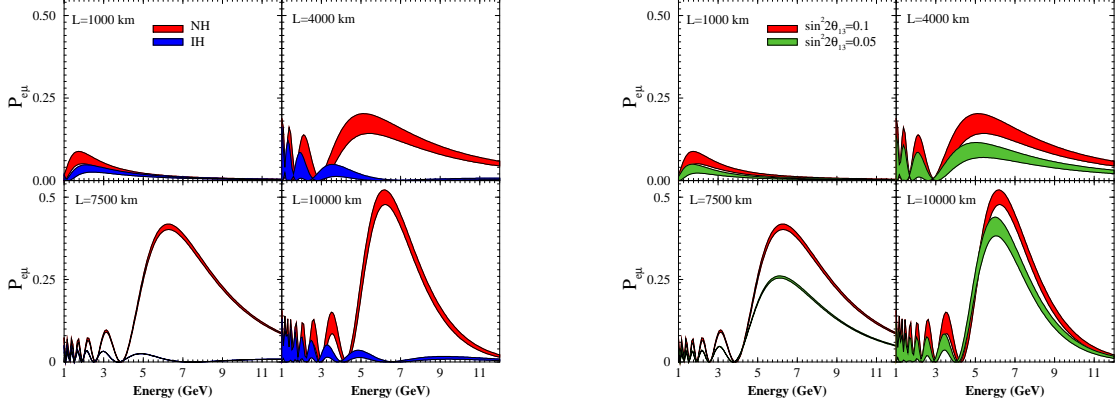 L=1000 km
NH
IH
L=4000 km
0.50
0.25
0.00
P_eμ
L=7500 km
L=10000 km
0.5
0.25
0
P_eμ
1 3 5 7 9 11 1 3 5 7 9 11
Energy (GeV) Energy (GeV)
L=1000 km
sin²2θ₁₃=0.1
sin²2θ₁₃=0.05
L=4000 km
0.50
0.25
0.00
P_eμ
L=7500 km
L=10000 km
0.5
0.25
0
P_eμ
1 3 5 7 9 11 1 3 5 7 9 11
Energy (GeV) Energy (GeV)